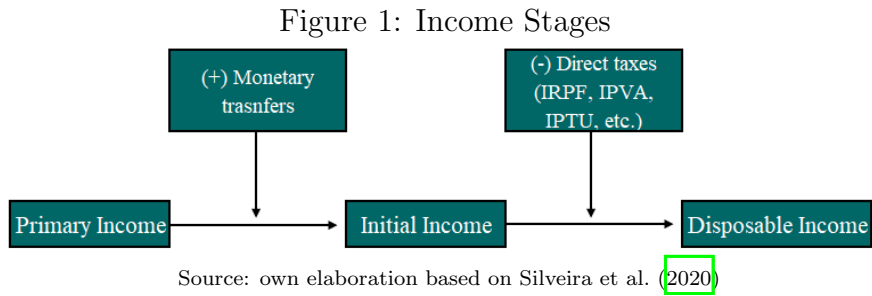 Figure 1: Income Stages
(+) Monetary
trasnfers
(-) Direct taxes
(IRPF, IPVA,
IPTU, etc.)
Primary Income
Initial Income
Disposable Income
Source: own elaboration based on Silveira et al. (2020)